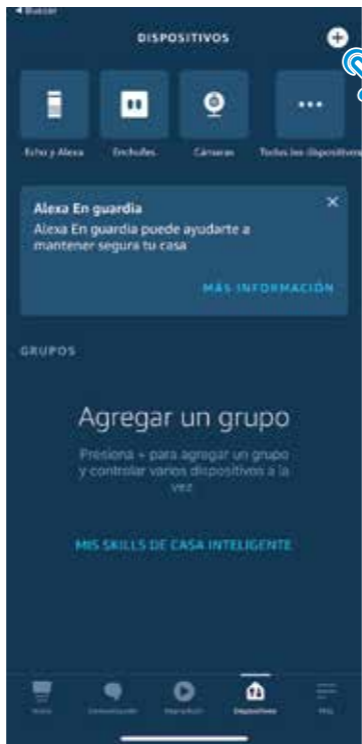 Buscar
DISPOSITIVOS
Echo y Alexa
Enchufes
Cámaras
Todos los dispositivos
Alexa En guardia
Alexa En guardia puede ayudarte a
mantener segura tu casa
MÁS INFORMACIÓN
GRUPOS
Agregar un grupo
Presiona + para agregar un grupo
y controlar varios dispositivos a la
vez
MIS SKILLS DE CASA INTELIGENTE
Dispositivos